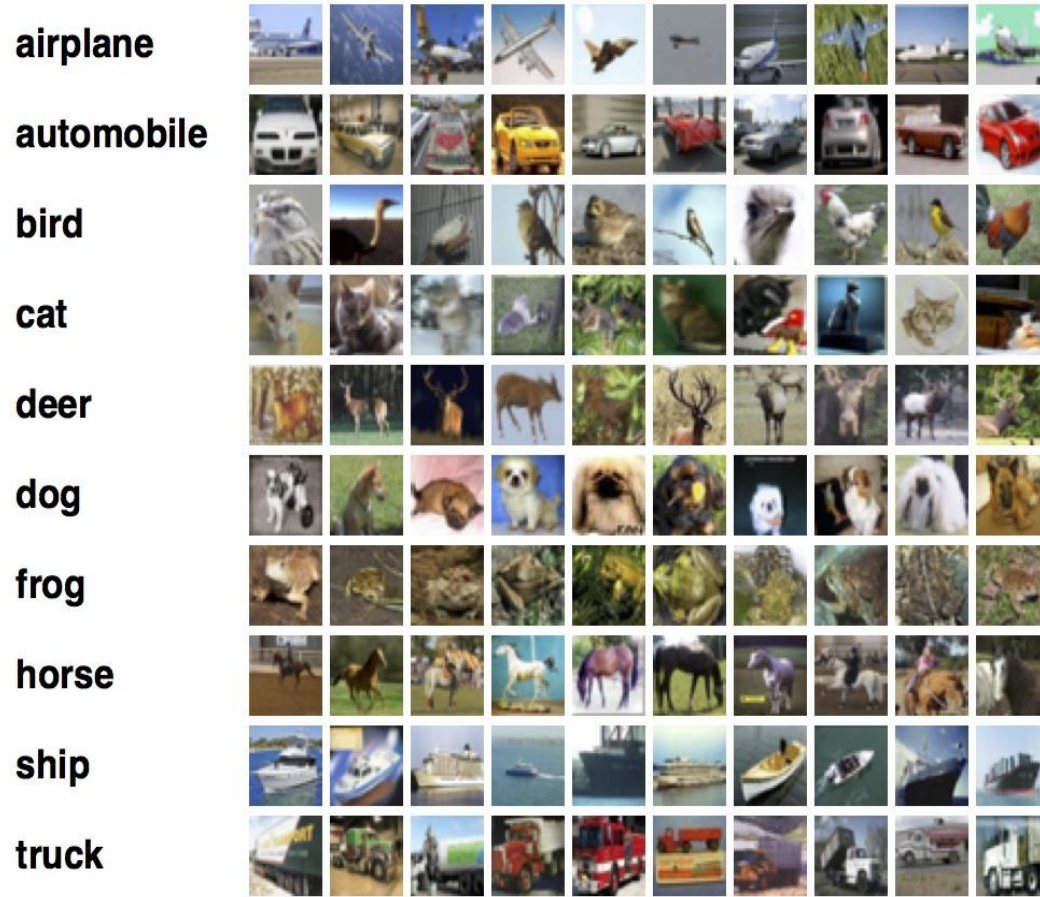 airplane
automobile
bird
cat
deer
dog
frog
horse
ship
truck